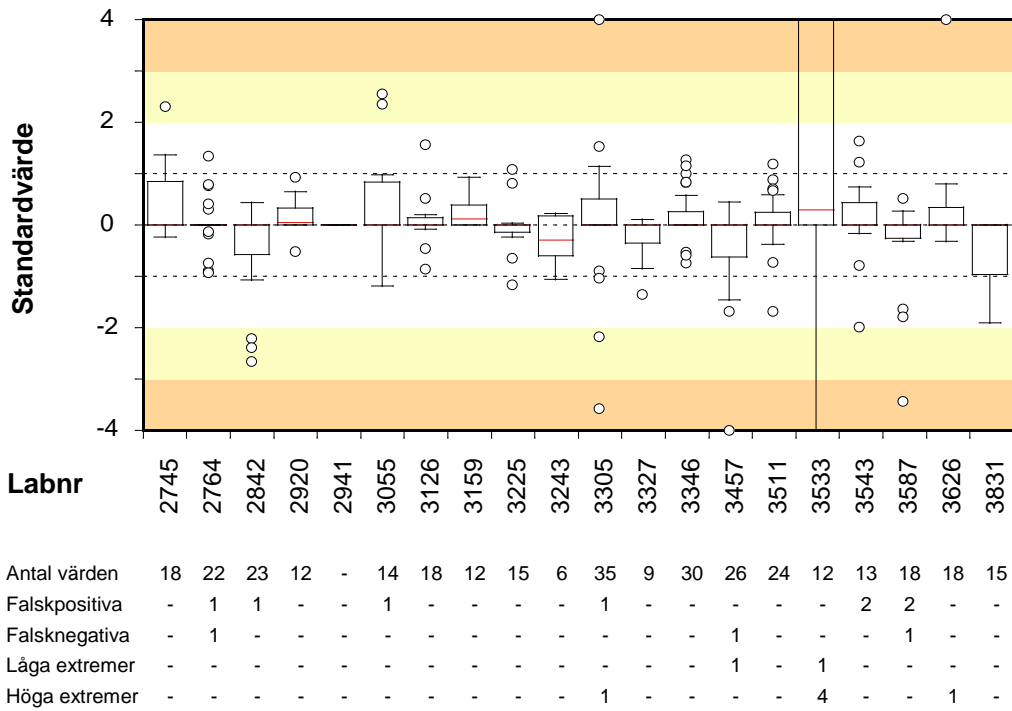 4
2
0
-2
-4
Standardvärde
Labnr 2745 2764 2842 2920 2941 3055 3126 3159 3225 3243 3305 3327 3346 3457 3511 3533 3543 3587 3626 3831
Antal värden 18 22 23 12 - 14 18 12 15 6 35 9 30 26 24 12 13 18 18 15
Falskpositiva - 1 1 - - 1 - - - - 1 - - - - - 2 2 - -
Falsknegativa - 1 - - - - - - - - - - - 1 - - - 1 - -
Låga extremer - - - - - - - - - - - - - 1 - 1 - - - -
Höga extremer - - - - - - - - - - 1 - - - - 4 - - 1 -